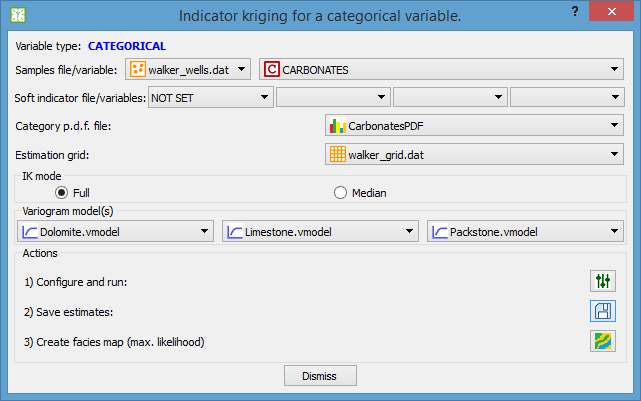 Indicator kriging for a categorical variable.
?
Variable type: CATEGORICAL
Samples file/variable: walker_wells.dat C CARBONATES
Soft indicator file/variables: NOT SET
Category p.d.f. file: CarbonatesPDF
Estimation grid: walker_grid.dat
IK mode
Full Median
Variogram model(s)
Dolomite.vmodel Limestone.vmodel Packstone.vmodel
Actions
1) Configure and run:
2) Save estimates:
3) Create facies map (max. likelihood)
Dismiss